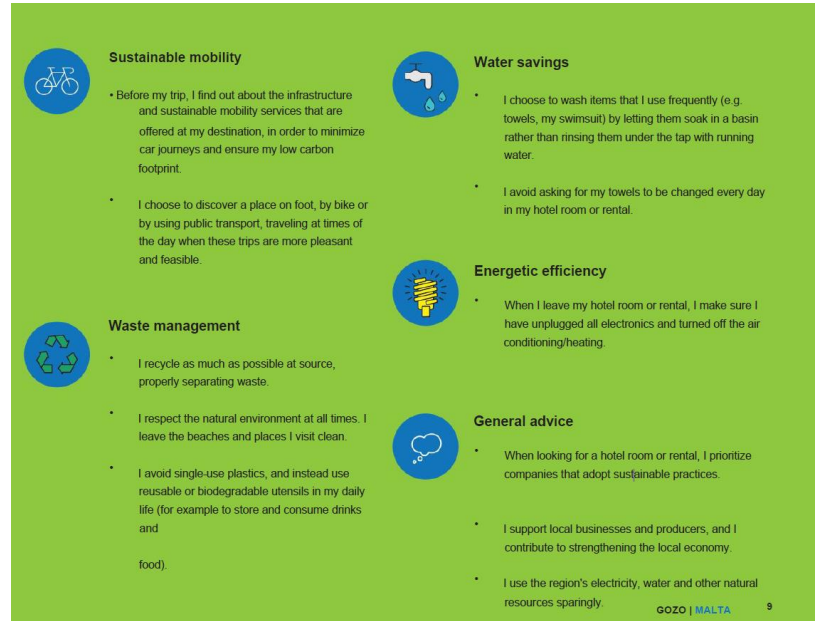 Sustainable mobility
• Before my trip, I find out about the infrastructure
and sustainable mobility services that are
offered at my destination, in order to minimize
car journeys and ensure my low carbon
footprint.
• I choose to discover a place on foot, by bike or
by using public transport, traveling at times of
the day when these trips are more pleasant
and feasible.
Waste management
• I recycle as much as possible at source,
properly separating waste.
• I respect the natural environment at all times. I
leave the beaches and places I visit clean.
• I avoid single-use plastics, and instead use
reusable or biodegradable utensils in my daily
life (for example to store and consume drinks
and
food).
Water savings
• I choose to wash items that I use frequently (e.g.
towels, my swimsuit) by letting them soak in a basin
rather than rinsing them under the tap with running
water.
• I avoid asking for my towels to be changed every day
in my hotel room or rental.
Energetic efficiency
• When I leave my hotel room or rental, I make sure I
have unplugged all electronics and turned off the air
conditioning/heating.
General advice
• When looking for a hotel room or rental, I prioritize
companies that adopt sustainable practices.
• I support local businesses and producers, and I
contribute to strengthening the local economy.
• I use the region's electricity, water and other natural
resources sparingly.
GOZO | MALTA 9